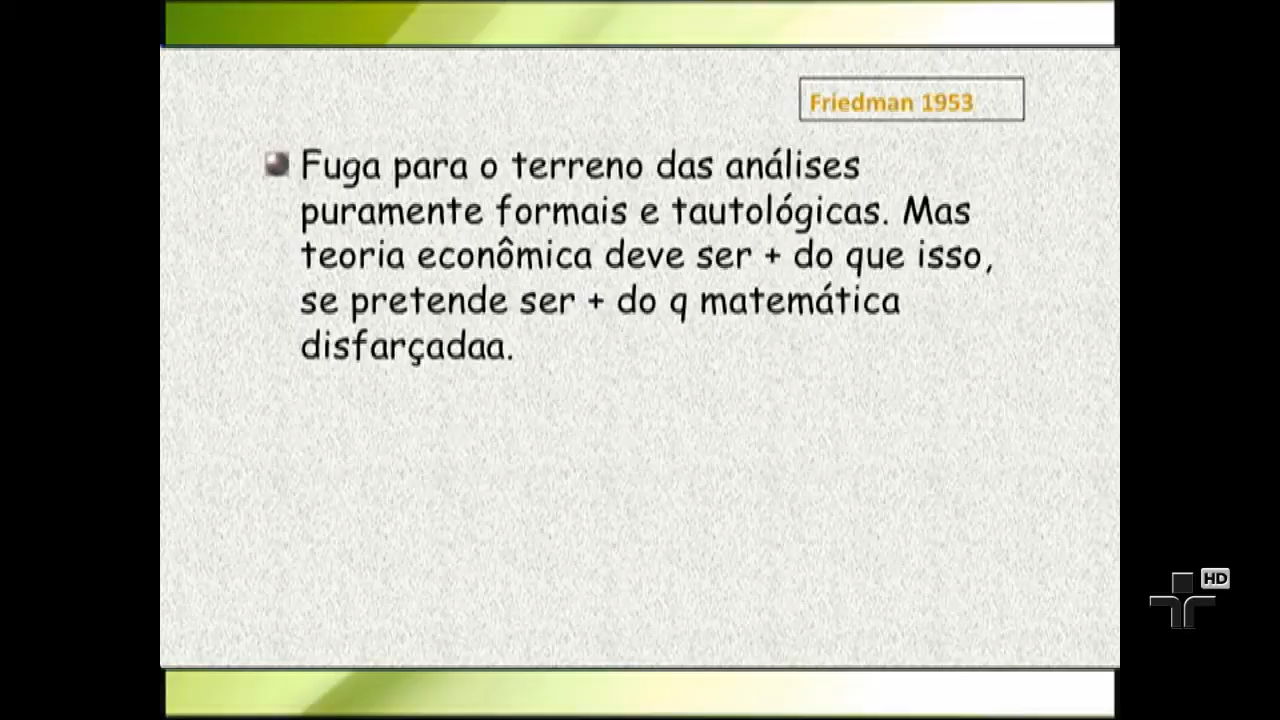 Friedman 1953
Fuga para o terreno das análises
puramente formais e tautológicas. Mas
teoria econômica deve ser + do que isso,
se pretende ser + do q matemática
disfarçadaa.
HD